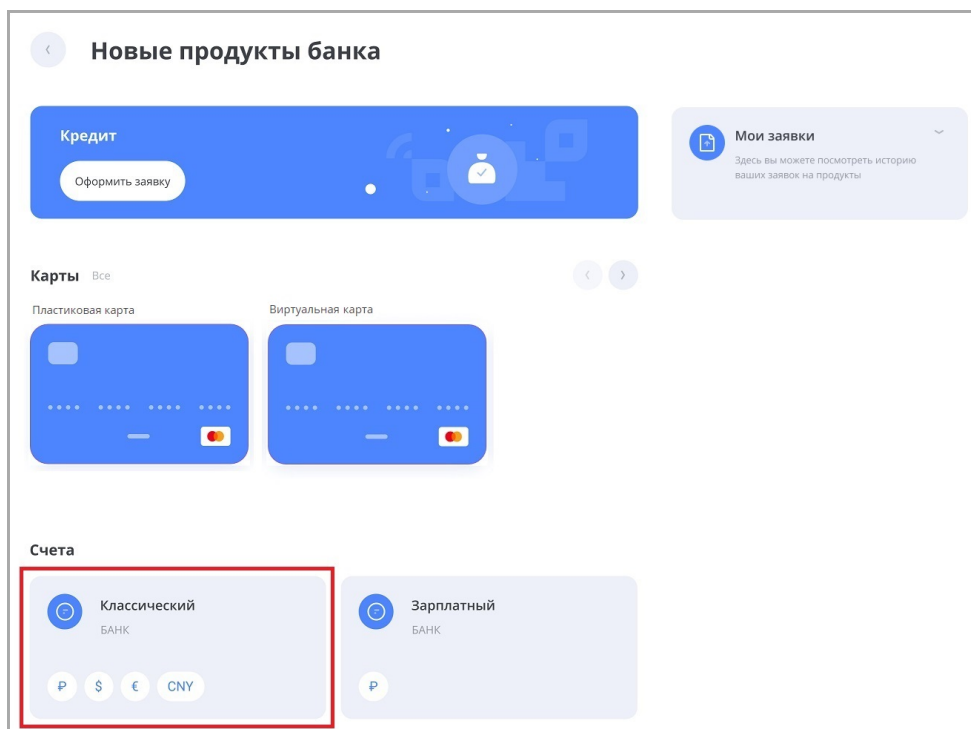 Новые продукты банка
Кредит
Оформить заявку
Мои заявки
Здесь вы можете посмотреть историю
ваших заявок на продукты
Карты Все
Пластиковая карта
Виртуальная карта
Счета
Классический
БАНК
₽ $ € CNY
Зарплатный
БАНК
₽